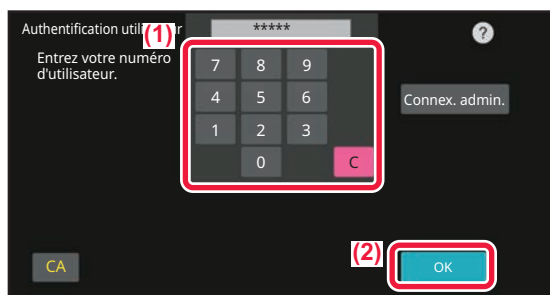 Authentification utilisateur
(1)
*****
?
Entrez votre numéro
d'utilisateur.
7 8 9
4 5 6
Connex. admin.
1 2 3
0 C
(2)
CA
OK